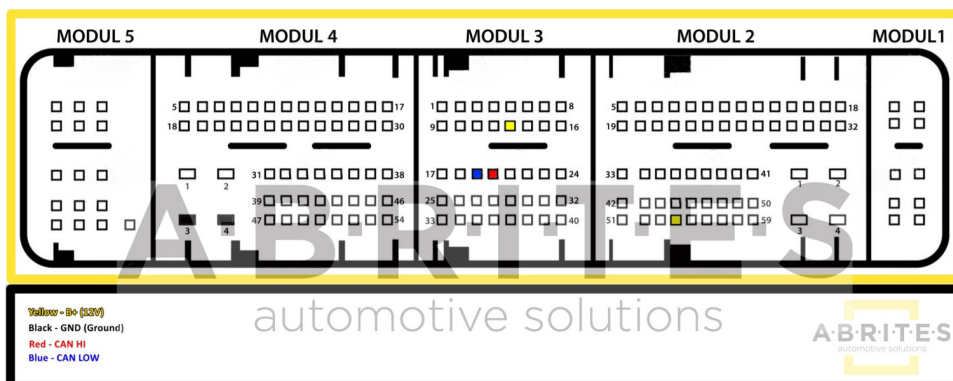 MODUL 5 MODUL 4 MODUL 3 MODUL 2 MODUL1
5 17 1 8 5 18
18 30 9 16 19 32
31 38 17 24 33 41
1 2 1 2
39 46 25 32 42 50
47 54 33 40 51 59
3 4 3 4
A·B·R·I·T·E·S
automotive solutions
Yellow - B+ (12V)
Black - GND (Ground)
Red - CAN HI
Blue - CAN LOW
A·B·R·I·T·E·S
automotive solutions